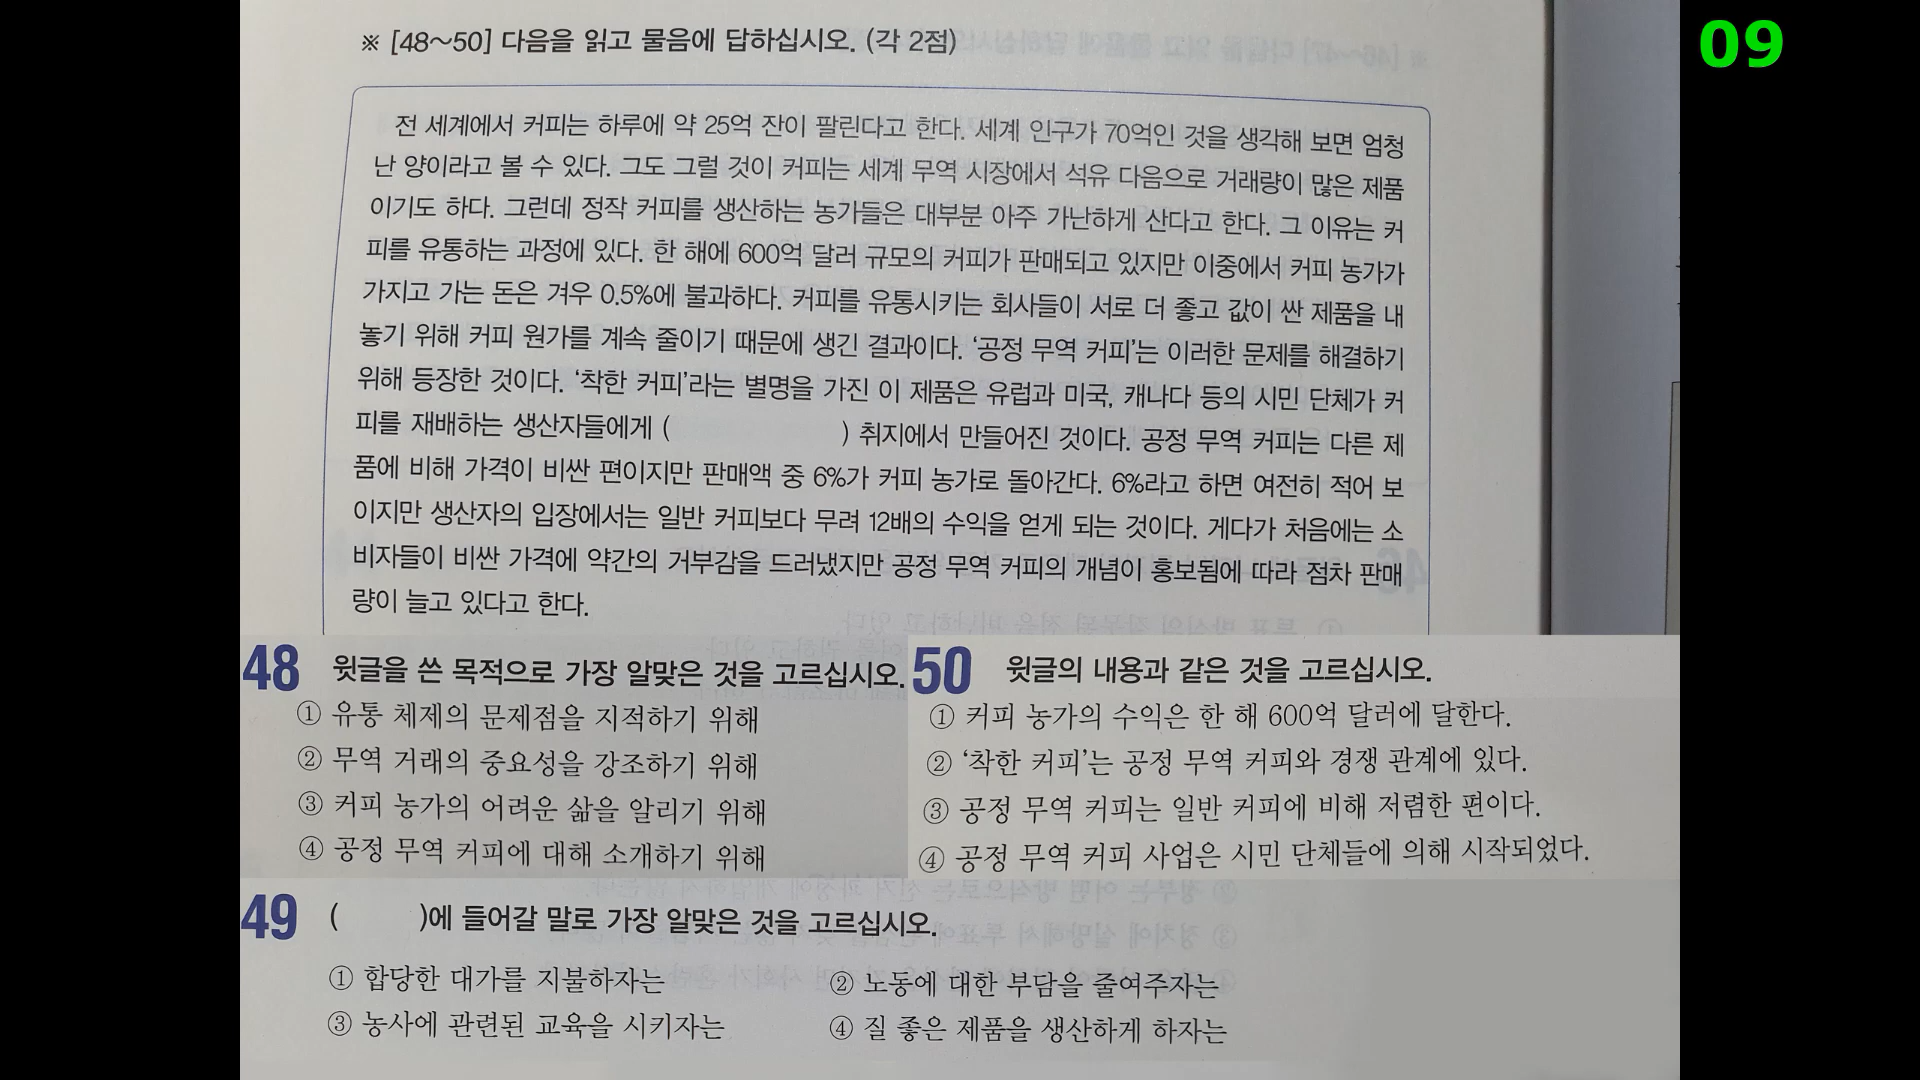 ※ [48~50] 다음을 읽고 물음에 답하십시오. (각 2점)
09
전 세계에서 커피는 하루에 약 25억 잔이 팔린다고 한다. 세계 인구가 70억인 것을 생각해 보면 엄청
난 양이라고 볼 수 있다. 그도 그럴 것이 커피는 세계 무역 시장에서 석유 다음으로 거래량이 많은 제품
이기도 하다. 그런데 정작 커피를 생산하는 농가들은 대부분 아주 가난하게 산다고 한다. 그 이유는 커
피를 유통하는 과정에 있다. 한 해에 600억 달러 규모의 커피가 판매되고 있지만 이중에서 커피 농가가
가지고 가는 돈은 겨우 0.5%에 불과하다. 커피를 유통시키는 회사들이 서로 더 좋고 값이 싼 제품을 내
놓기 위해 커피 원가를 계속 줄이기 때문에 생긴 결과이다. ‘공정 무역 커피’는 이러한 문제를 해결하기
위해 등장한 것이다. ‘착한 커피’라는 별명을 가진 이 제품은 유럽과 미국, 캐나다 등의 시민 단체가 커
피를 재배하는 생산자들에게 (              ) 취지에서 만들어진 것이다. 공정 무역 커피는 다른 제
품에 비해 가격이 비싼 편이지만 판매액 중 6%가 커피 농가로 돌아간다. 6%라고 하면 여전히 적어 보
이지만 생산자의 입장에서는 일반 커피보다 무려 12배의 수익을 얻게 되는 것이다. 게다가 처음에는 소
비자들이 비싼 가격에 약간의 거부감을 드러냈지만 공정 무역 커피의 개념이 홍보됨에 따라 점차 판매
량이 늘고 있다고 한다.
48 윗글을 쓴 목적으로 가장 알맞은 것을 고르십시오.
① 유통 체제의 문제점을 지적하기 위해
② 무역 거래의 중요성을 강조하기 위해
③ 커피 농가의 어려운 삶을 알리기 위해
④ 공정 무역 커피에 대해 소개하기 위해
50 윗글의 내용과 같은 것을 고르십시오.
① 커피 농가의 수익은 한 해 600억 달러에 달한다.
② ‘착한 커피’는 공정 무역 커피와 경쟁 관계에 있다.
③ 공정 무역 커피는 일반 커피에 비해 저렴한 편이다.
④ 공정 무역 커피 사업은 시민 단체들에 의해 시작되었다.
49 (       )에 들어갈 말로 가장 알맞은 것을 고르십시오.
① 합당한 대가를 지불하자는
② 노동에 대한 부담을 줄여주자는
③ 농사에 관련된 교육을 시키자는
④ 질 좋은 제품을 생산하게 하자는